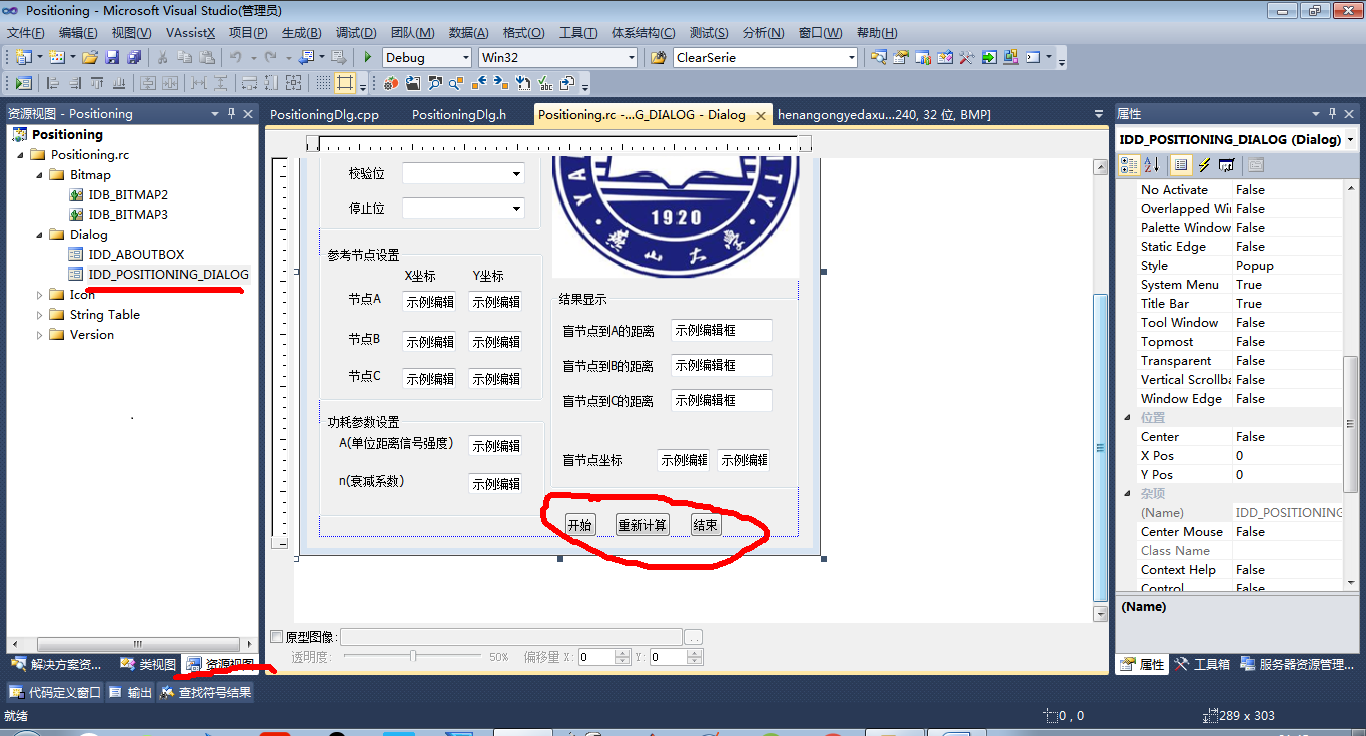 Positioning - Microsoft Visual Studio(管理员)
文件(F) 编辑(E) 视图(V) VAssistX 项目(P) 生成(B) 调试(D) 团队(M) 数据(A) 格式(O) 工具(T) 体系结构(C) 测试(S) 分析(N) 窗口(W) 帮助(H)
Debug Win32 ClearSerie
资源视图 - Positioning
Positioning
Positioning.rc
Bitmap
IDB_BITMAP2
IDB_BITMAP3
Dialog
IDD_ABOUTBOX
IDD_POSITIONING_DIALOG
Icon
String Table
Version
解决方案资... 类视图 资源视图
PositioningDlg.cpp PositioningDlg.h Positioning.rc -...G_DIALOG - Dialog henangongyedaxu...240, 32 位, BMP]
校验位
停止位
参考节点设置
X坐标 Y坐标
节点A 示例编辑 示例编辑
节点B 示例编辑 示例编辑
节点C 示例编辑 示例编辑
功耗参数设置
A(单位距离信号强度) 示例编辑
n(衰减系数) 示例编辑
1920
燕山大学
结果显示
盲节点到A的距离 示例编辑框
盲节点到B的距离 示例编辑框
盲节点到C的距离 示例编辑框
盲节点坐标 示例编辑 示例编辑
开始 重新计算 结束
原型图像:
透明度: 50% 偏移量 X: 0 Y: 0
属性
IDD_POSITIONING_DIALOG (Dialog)
No Activate False
Overlapped Wi False
Palette Window False
Static Edge False
Style Popup
System Menu True
Title Bar True
Tool Window False
Topmost False
Transparent False
Vertical Scrollba False
Window Edge False
位置
Center False
X Pos 0
Y Pos 0
杂项
(Name) IDD_POSITIONING
Center Mouse False
Class Name
Context Help False
Control False
(Name)
属性 工具箱 服务器资源管理...
代码定义窗口 输出 查找符号结果
就绪 0 , 0 289 x 303